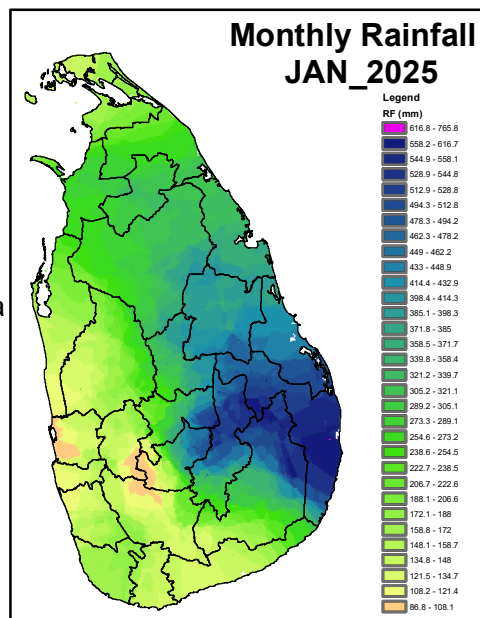 Monthly Rainfall
JAN_2025
Legend
RF (mm)
616.8 - 765.8
558.2 - 616.7
544.9 - 558.1
528.9 - 544.8
512.9 - 528.8
494.3 - 512.8
478.3 - 494.2
462.3 - 478.2
449 - 462.2
433 - 448.9
414.4 - 432.9
398.4 - 414.3
385.1 - 398.3
371.8 - 385
358.5 - 371.7
339.8 - 358.4
321.2 - 339.7
305.2 - 321.1
289.2 - 305.1
273.3 - 289.1
254.6 - 273.2
238.6 - 254.5
222.7 - 238.5
206.7 - 222.6
188.1 - 206.6
172.1 - 188
158.8 - 172
148.1 - 158.7
134.8 - 148
121.5 - 134.7
108.2 - 121.4
86.8 - 108.1
a